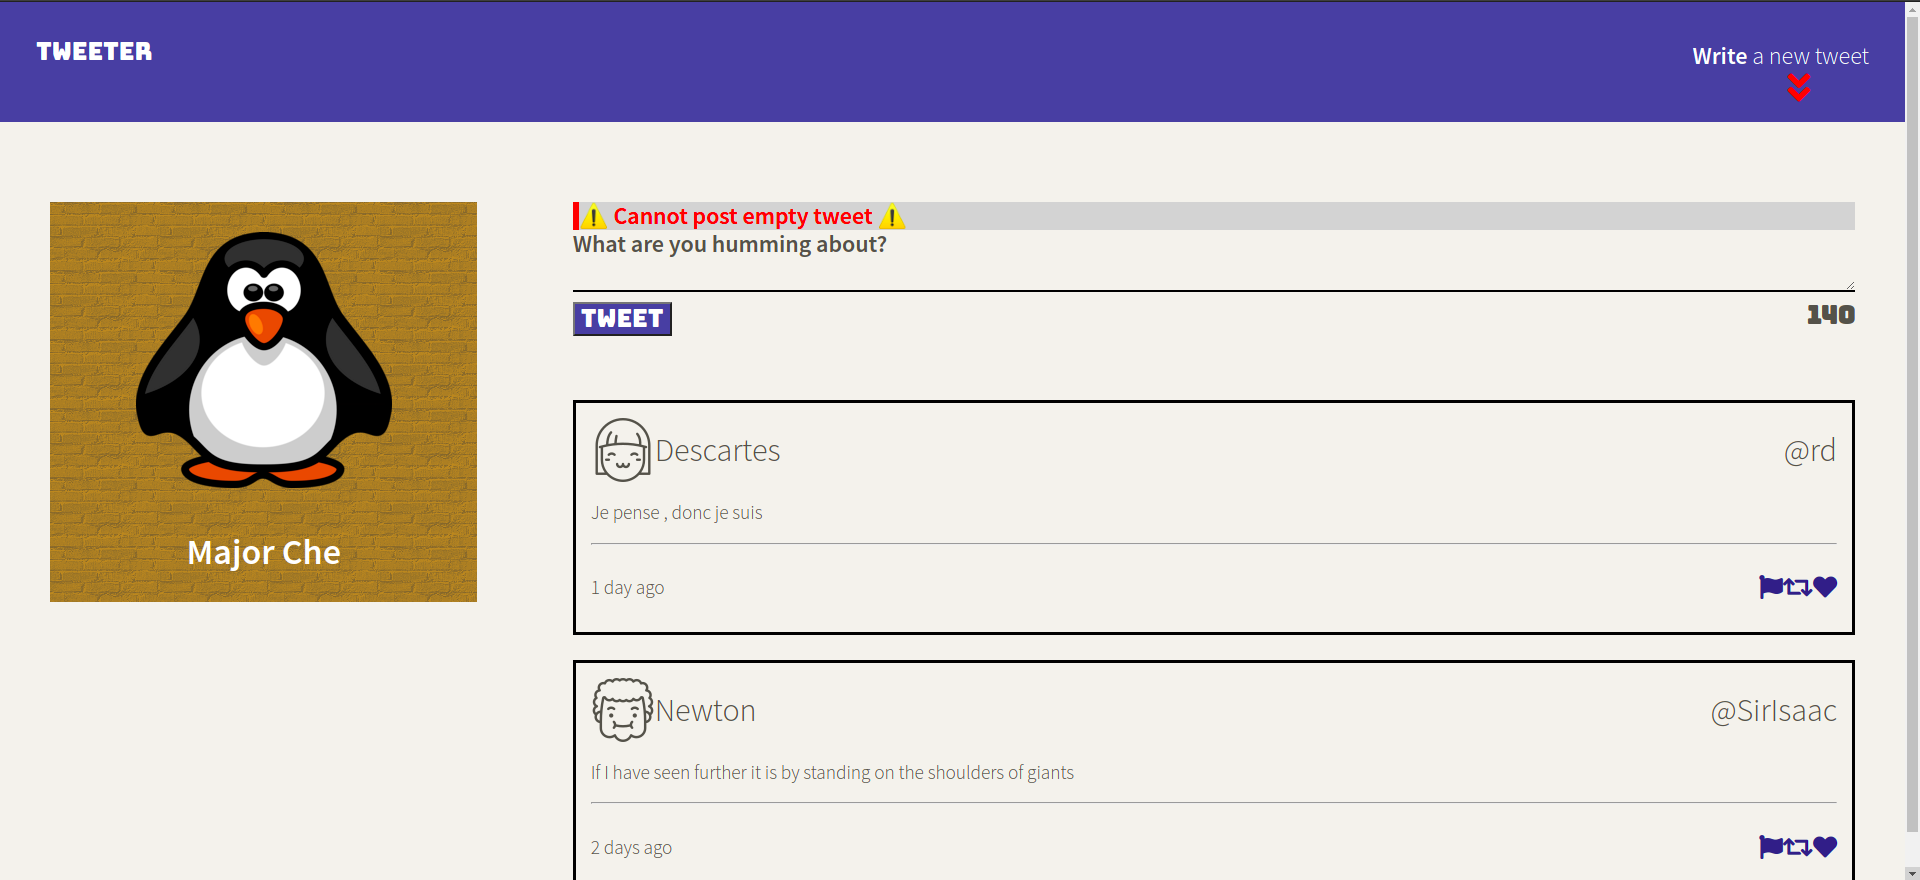 TWEETER
Write a new tweet
⚠️ Cannot post empty tweet ⚠️
What are you humming about?
TWEET
140
Major Che
Descartes
@rd
Je pense , donc je suis
1 day ago
Newton
@SirIsaac
If I have seen further it is by standing on the shoulders of giants
2 days ago